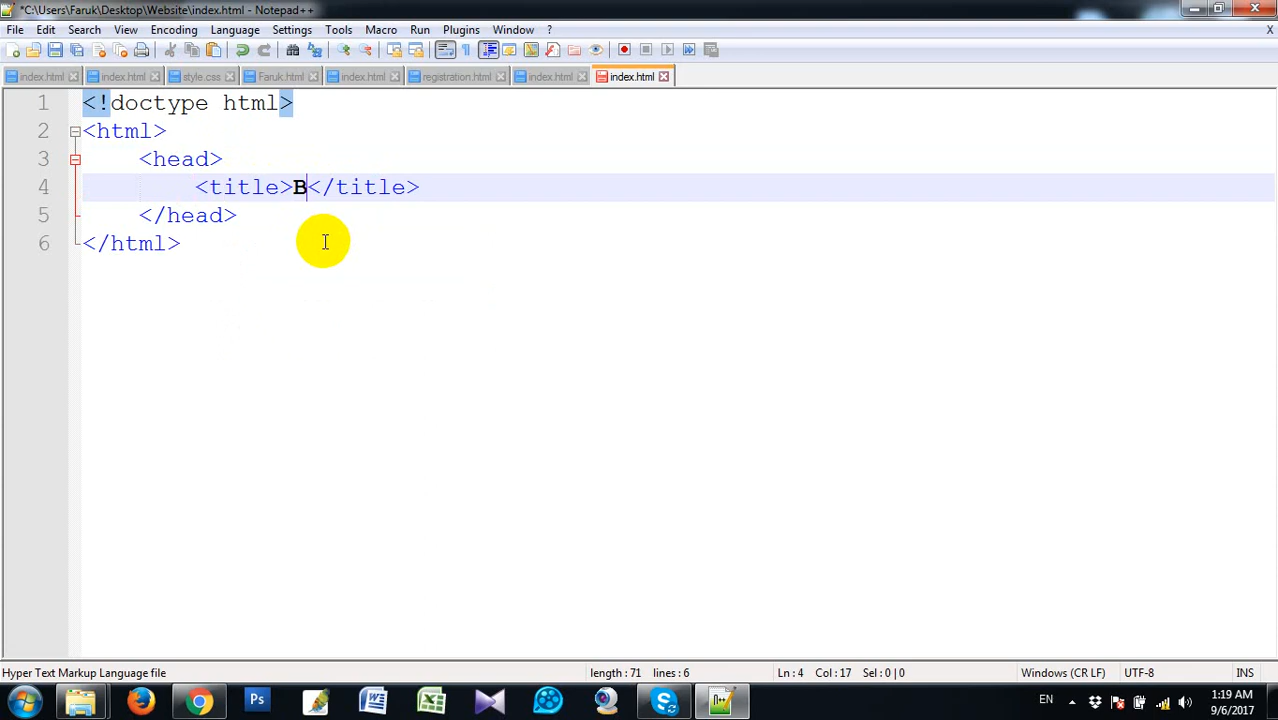 *C:\Users\Faruk\Desktop\Website\index.html - Notepad++
File Edit Search View Encoding Language Settings Tools Macro Run Plugins Window ? X
index.html index.html style.css Faruk.html index.html registration.html index.html index.html
1 <!doctype html>
2 <html>
3 <head>
4 <title>B</title>
5 </head>
6 </html>
Hyper Text Markup Language file length : 71 lines : 6 Ln : 4 Col : 17 Sel : 0 | 0 Windows (CR LF) UTF-8 INS
EN 1:19 AM
9/6/2017